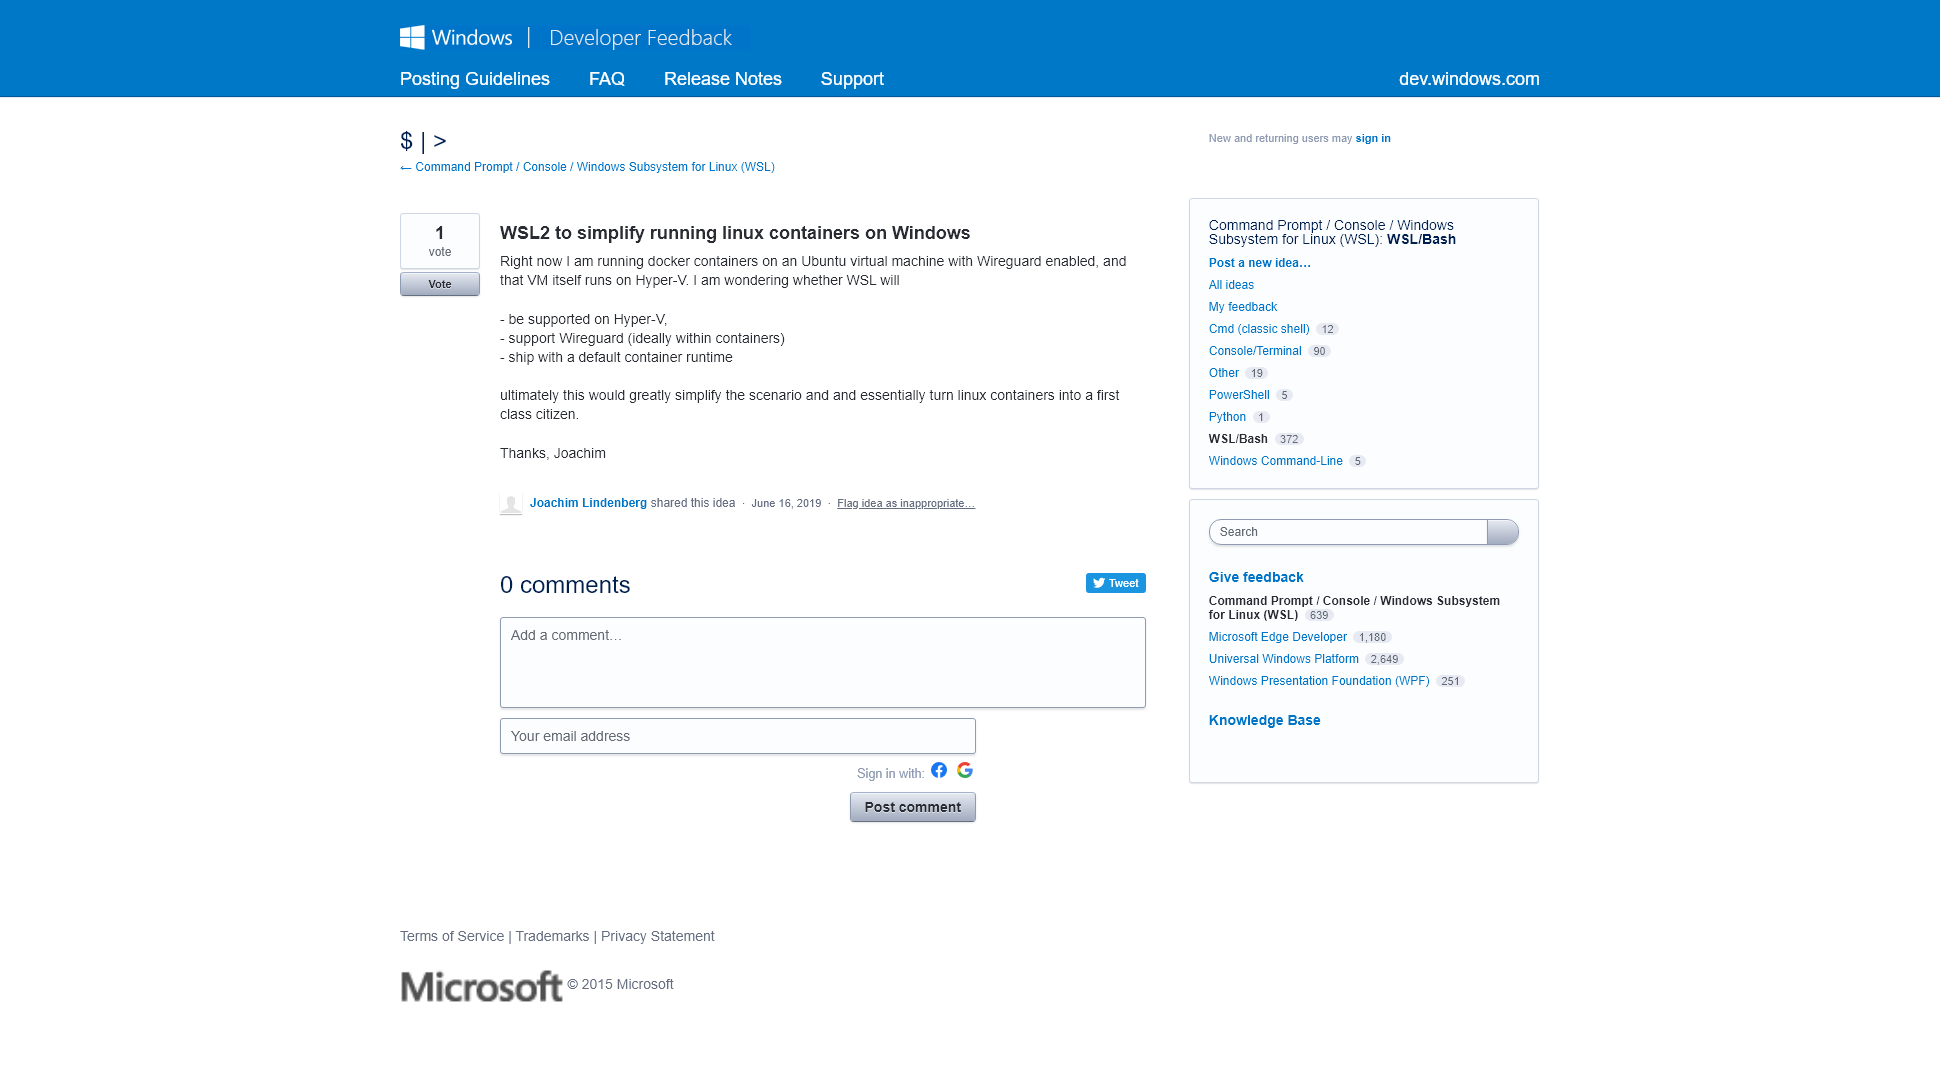 Windows | Developer Feedback
Posting Guidelines FAQ Release Notes Support dev.windows.com
$ | >
← Command Prompt / Console / Windows Subsystem for Linux (WSL)
New and returning users may sign in
1
vote
Vote
WSL2 to simplify running linux containers on Windows
Right now I am running docker containers on an Ubuntu virtual machine with Wireguard enabled, and
that VM itself runs on Hyper-V. I am wondering whether WSL will
- be supported on Hyper-V,
- support Wireguard (ideally within containers)
- ship with a default container runtime
ultimately this would greatly simplify the scenario and and essentially turn linux containers into a first
class citizen.
Thanks, Joachim
Joachim Lindenberg shared this idea · June 16, 2019 · Flag idea as inappropriate…
0 comments
Tweet
Add a comment…
Your email address
Sign in with:
Post comment
Command Prompt / Console / Windows
Subsystem for Linux (WSL): WSL/Bash
Post a new idea…
All ideas
My feedback
Cmd (classic shell) 12
Console/Terminal 90
Other 19
PowerShell 5
Python 1
WSL/Bash 372
Windows Command-Line 5
Search
Give feedback
Command Prompt / Console / Windows Subsystem
for Linux (WSL) 639
Microsoft Edge Developer 1,180
Universal Windows Platform 2,649
Windows Presentation Foundation (WPF) 251
Knowledge Base
Terms of Service | Trademarks | Privacy Statement
Microsoft © 2015 Microsoft